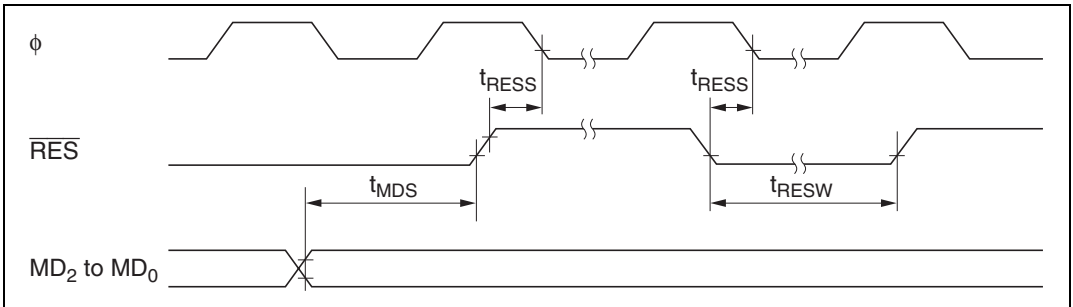 ϕ
tRESS
tRESS
RES
tMDS
tRESW
MD2 to MD0